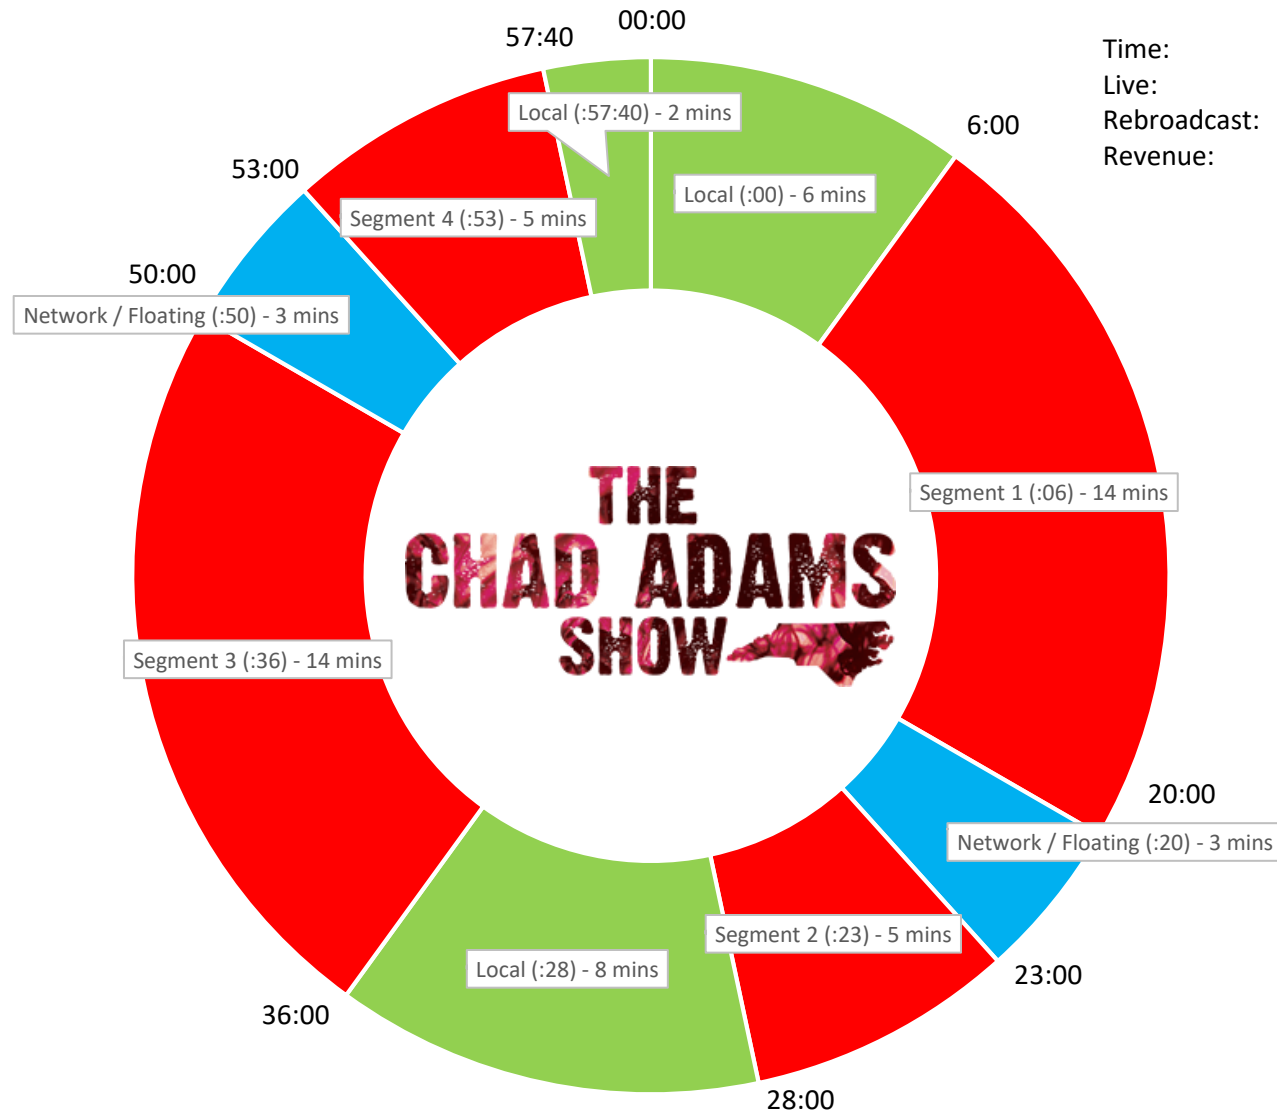 00:00
57:40
Time:
Live:
Rebroadcast:
Revenue:
Local (:57:40) - 2 mins
6:00
53:00
Local (:00) - 6 mins
Segment 4 (:53) - 5 mins
50:00
Network / Floating (:50) - 3 mins
THE
CHAD ADAMS
SHOW
Segment 1 (:06) - 14 mins
Segment 3 (:36) - 14 mins
20:00
Network / Floating (:20) - 3 mins
Segment 2 (:23) - 5 mins
Local (:28) - 8 mins
23:00
36:00
28:00